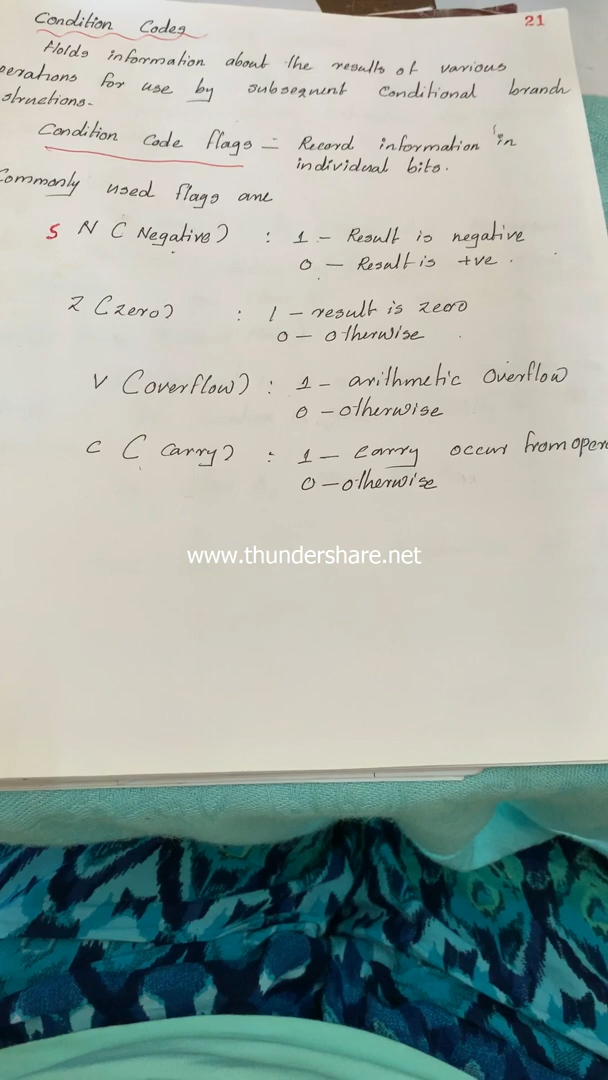 21
Condition Codes
Holds information about the results of various
perations for use by subsequent Conditional branch
structions.
Condition Code flags = Record information in
individual bits.
Commonly used flags are
S N (Negative) : 1 - Result is negative
0 - Result is +ve.
Z (zero) : 1 - result is zero
0 - otherwise
V (overflow) : 1 - arithmetic overflow
0 - otherwise
C (carry) : 1 - carry occur from oper
0 - otherwise
www.thundershare.net